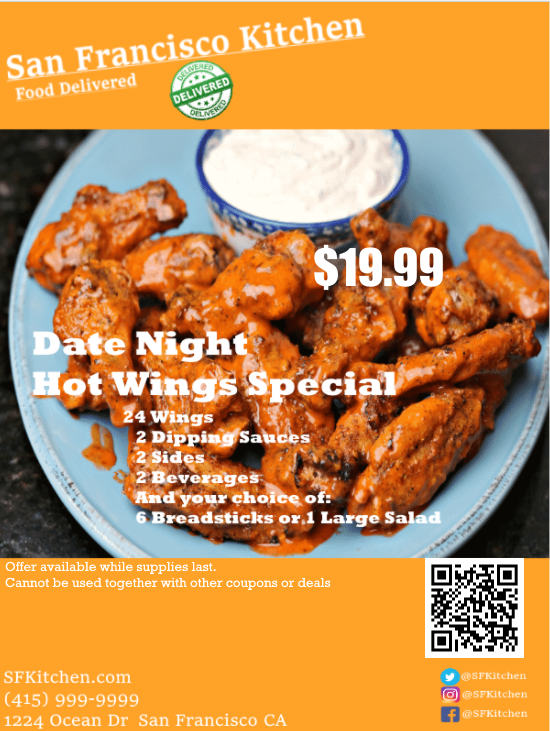 San Francisco Kitchen
Food Delivered
DELIVERED
DELIVERED
DELIVERED
$19.99
Date Night
Hot Wings Special
24 Wings
2 Dipping Sauces
2 Sides
2 Beverages
And your choice of:
6 Breadsticks or 1 Large Salad
Offer available while supplies last.
Cannot be used together with other coupons or deals
SFKitchen.com
(415) 999-9999
1224 Ocean Dr San Francisco CA
@SFKitchen
@SFKitchen
@SFKitchen